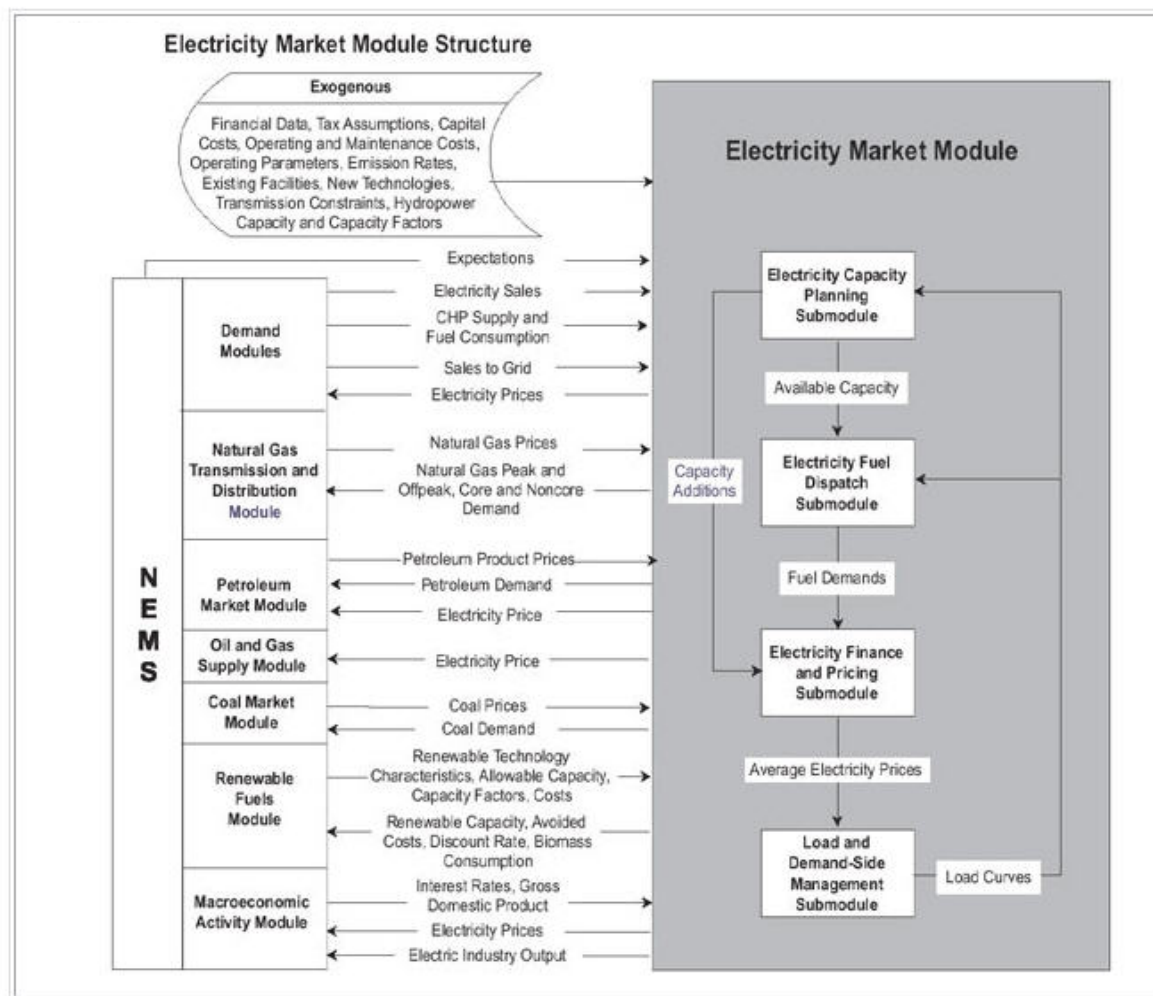 Electricity Market Module Structure
Exogenous
Financial Data, Tax Assumptions, Capital
Costs, Operating and Maintenance Costs,
Operating Parameters, Emission Rates,
Existing Facilities, New Technologies,
Transmission Constraints, Hydropower
Capacity and Capacity Factors
Electricity Market Module
NEMS
Expectations
Demand
Modules
Electricity Sales
CHP Supply and
Fuel Consumption
Sales to Grid
Electricity Prices
Natural Gas
Transmission and
Distribution
Module
Natural Gas Prices
Natural Gas Peak and
Offpeak, Core and Noncore
Demand
Petroleum
Market Module
Petroleum Product Prices
Petroleum Demand
Electricity Price
Oil and Gas
Supply Module
Electricity Price
Coal Market
Module
Coal Prices
Coal Demand
Renewable
Fuels
Module
Renewable Technology
Characteristics, Allowable Capacity,
Capacity Factors, Costs
Renewable Capacity, Avoided
Costs, Discount Rate, Biomass
Consumption
Macroeconomic
Activity Module
Interest Rates, Gross
Domestic Product
Electricity Prices
Electric Industry Output
Electricity Capacity
Planning
Submodule
Available Capacity
Capacity
Additions
Electricity Fuel
Dispatch
Submodule
Fuel Demands
Electricity Finance
and Pricing
Submodule
Average Electricity Prices
Load and
Demand-Side
Management
Submodule
Load Curves